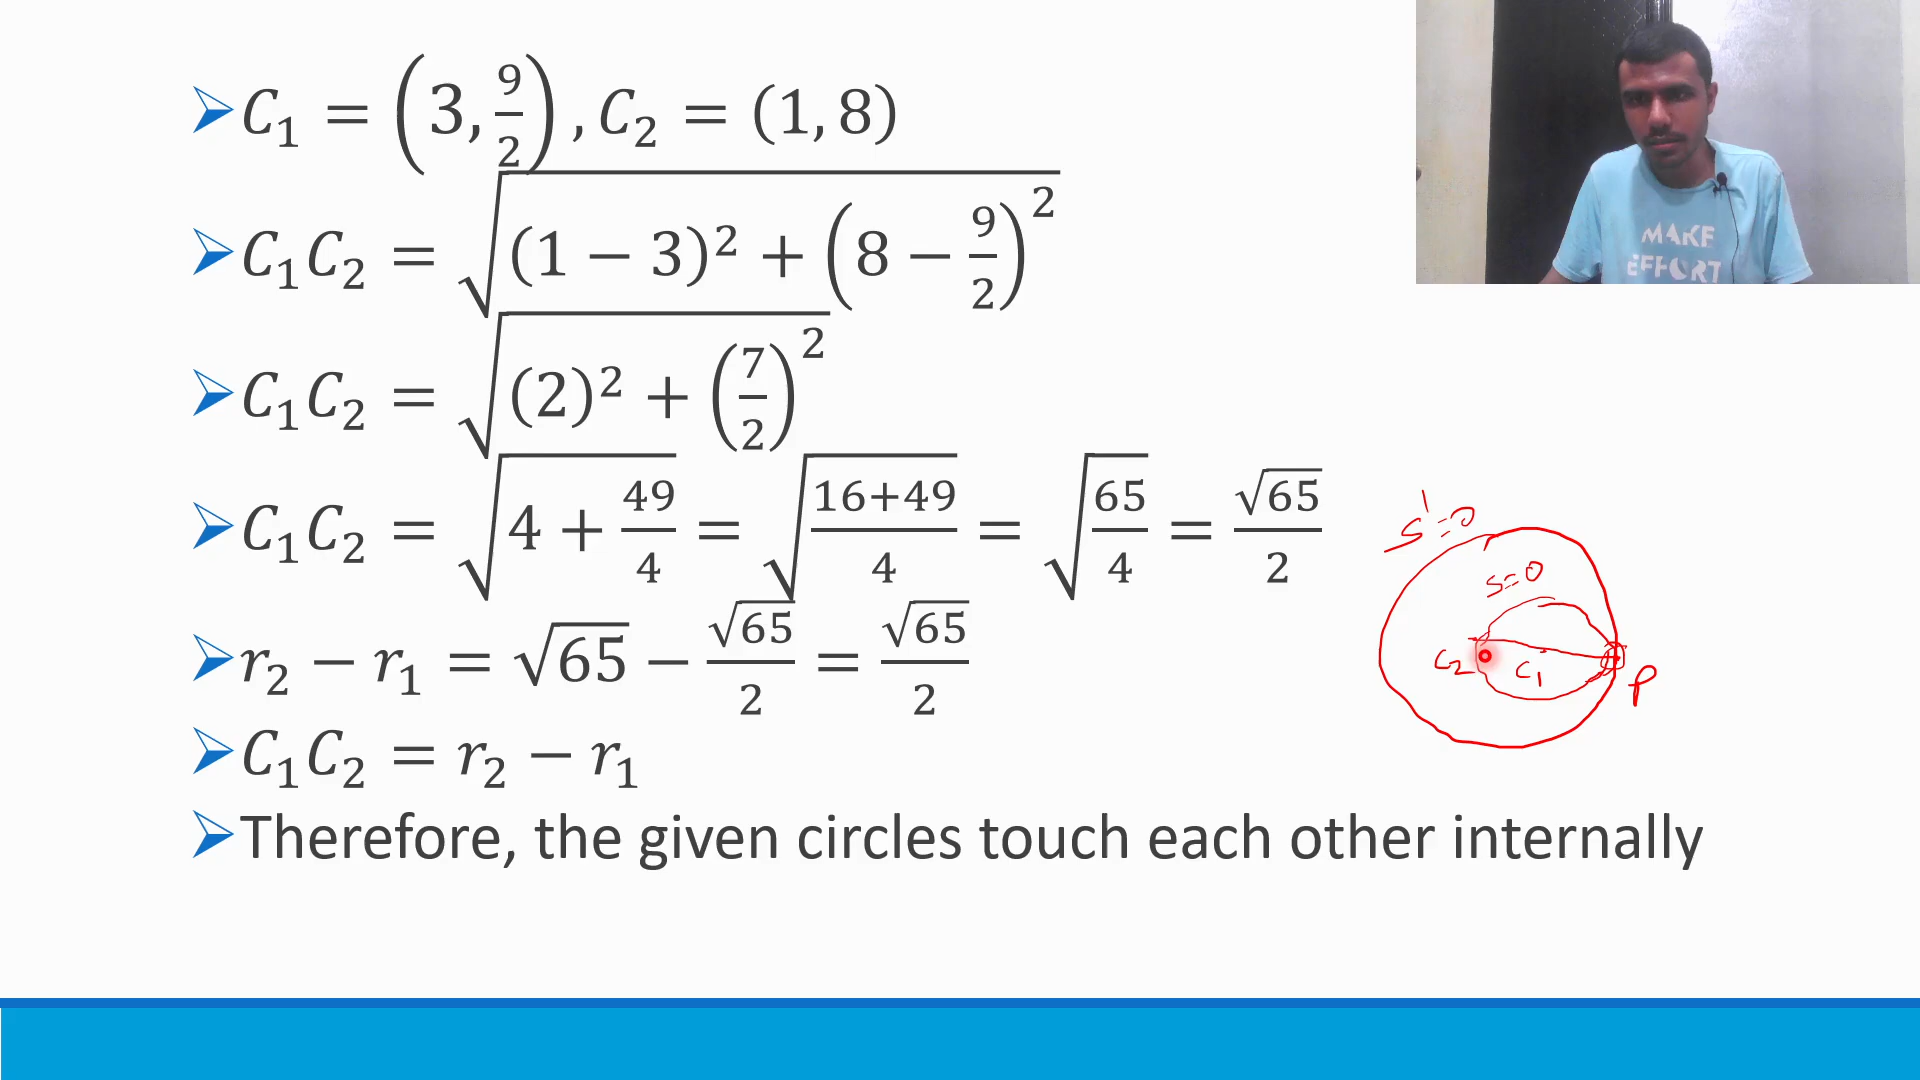 C₁ = (3, 9/2), C₂ = (1, 8)
C₁C₂ = √((1 − 3)² + (8 − 9/2)²)
C₁C₂ = √((2)² + (7/2)²)
C₁C₂ = √(4 + 49/4) = √((16+49)/4) = √(65/4) = √65/2
r₂ − r₁ = √65 − √65/2 = √65/2
C₁C₂ = r₂ − r₁
Therefore, the given circles touch each other internally
S'=0
S=0
C₂
C₁
P
MAKE
EFFORT